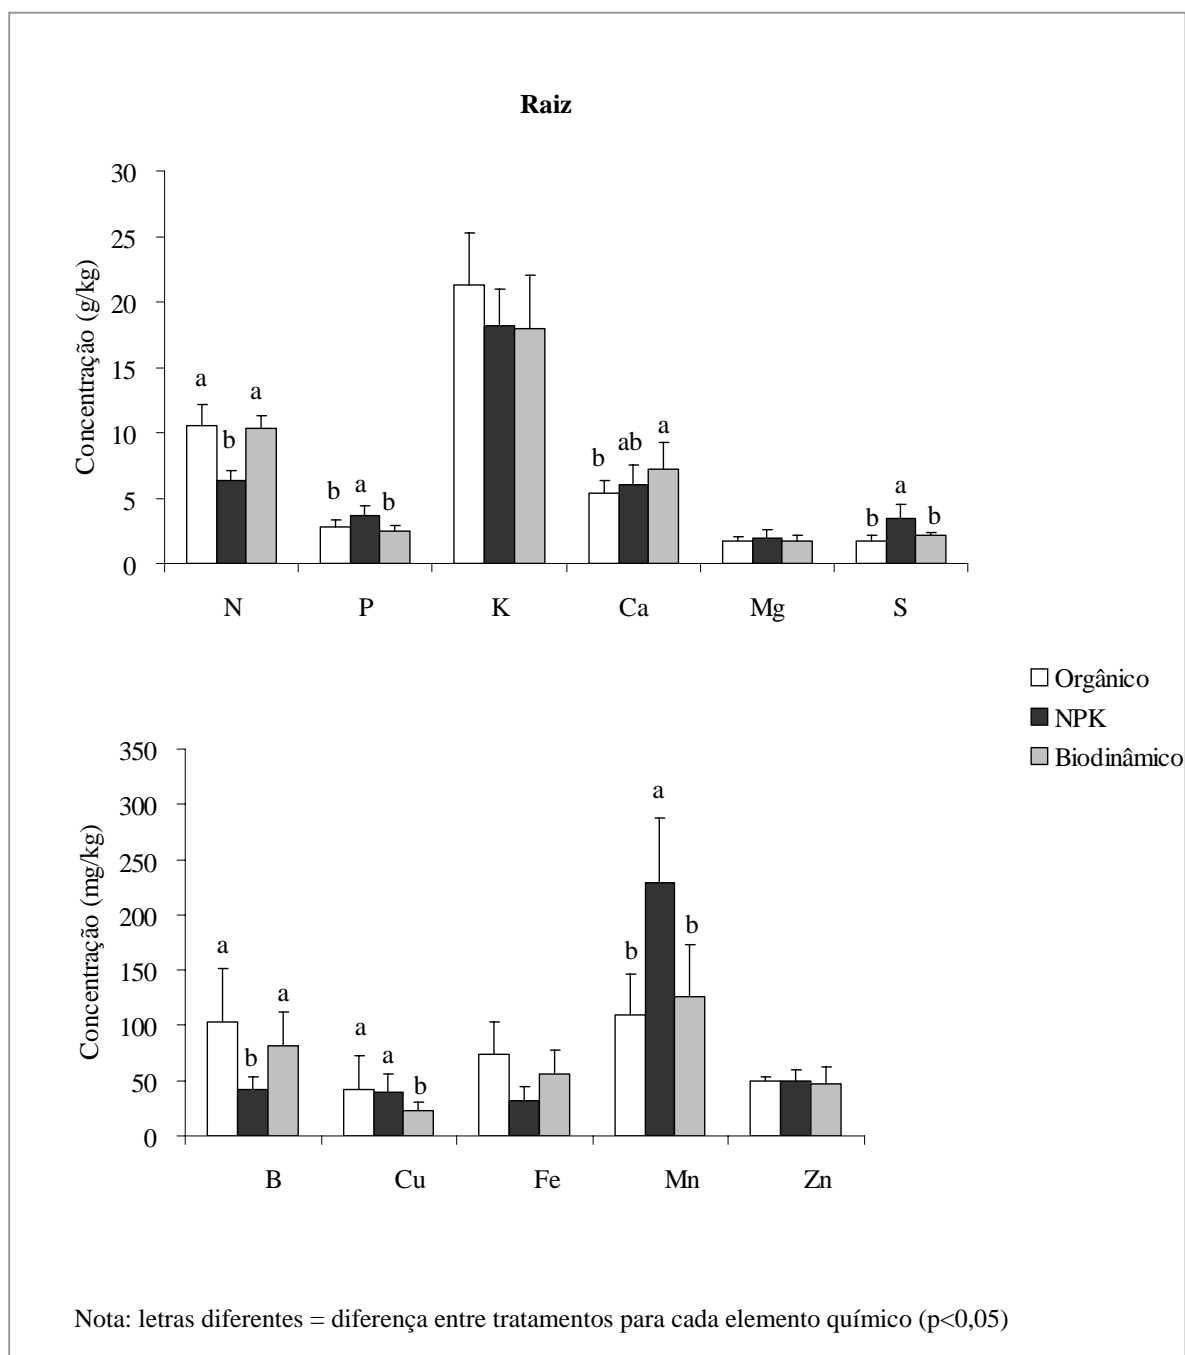 Raiz
Concentração (g/kg)
30
25
20
15
10
5
0
a b a
b a b
b ab a
b a b
N P K Ca Mg S
Orgânico
NPK
Biodinâmico
Concentração (mg/kg)
350
300
250
200
150
100
50
0
a b a
a a b
b a b
B Cu Fe Mn Zn
Nota: letras diferentes = diferença entre tratamentos para cada elemento químico (p<0,05)